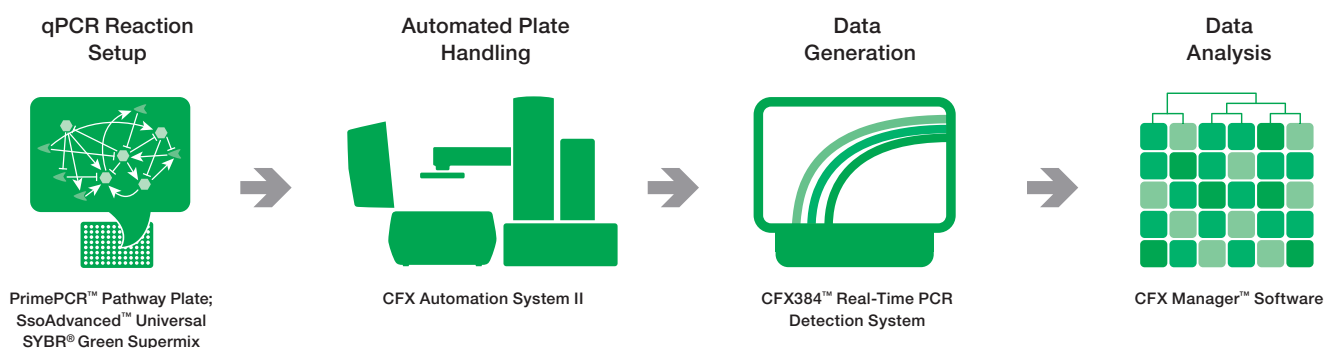 qPCR Reaction
Setup
Automated Plate
Handling
Data
Generation
Data
Analysis
PrimePCR™ Pathway Plate;
SsoAdvanced™ Universal
SYBR® Green Supermix
CFX Automation System II
CFX384™ Real-Time PCR
Detection System
CFX Manager™ Software